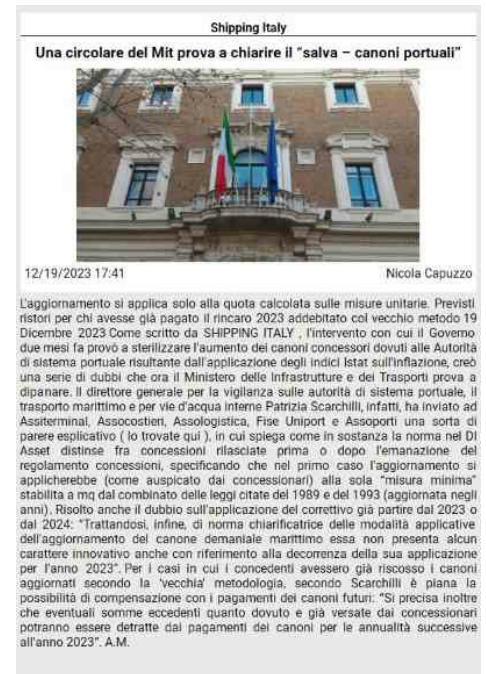 Shipping Italy
Una circolare del Mit prova a chiarire il “salva – canoni portuali”
12/19/2023 17:41
Nicola Capuzzo
L'aggiornamento si applica solo alla quota calcolata sulle misure unitarie. Previsti
ristori per chi avesse già pagato il rincaro 2023 addebitato col vecchio metodo 19
Dicembre 2023 Come scritto da SHIPPING ITALY , l'intervento con cui il Governo
due mesi fa provò a sterilizzare l'aumento dei canoni concessori dovuti alle Autorità
di sistema portuale risultante dall'applicazione degli indici Istat sull'inflazione, creò
una serie di dubbi che ora il Ministero delle Infrastrutture e dei Trasporti prova a
dipanare. Il direttore generale per la vigilanza sulle autorità di sistema portuale, il
trasporto marittimo e per vie d'acqua interne Patrizia Scarchilli, infatti, ha inviato ad
Assiterminal, Assocostieri, Assologistica, Fise Uniport e Assoporti una sorta di
parere esplicativo ( lo trovate qui ), in cui spiega come in sostanza la norma nel Dl
Asset distinse fra concessioni rilasciate prima o dopo l'emanazione del
regolamento concessioni, specificando che nel primo caso l'aggiornamento si
applicherebbe (come auspicato dai concessionari) alla sola “misura minima”
stabilita a mq dal combinato delle leggi citate del 1989 e del 1993 (aggiornata negli
anni). Risolto anche il dubbio sull'applicazione del correttivo già partire dal 2023 o
dal 2024: “Trattandosi, infine, di norma chiarificatrice delle modalità applicative
dell'aggiornamento del canone demaniale marittimo essa non presenta alcun
carattere innovativo anche con riferimento alla decorrenza della sua applicazione
per l'anno 2023”. Per i casi in cui i concedenti avessero già riscosso i canoni
aggiornati secondo la 'vecchia' metodologia, secondo Scarchilli è piana la
possibilità di compensazione con i pagamenti dei canoni futuri: “Si precisa inoltre
che eventuali somme eccedenti quanto dovuto e già versate dai concessionari
potranno essere detratte dai pagamenti dei canoni per le annualità successive
all'anno 2023”. A.M.